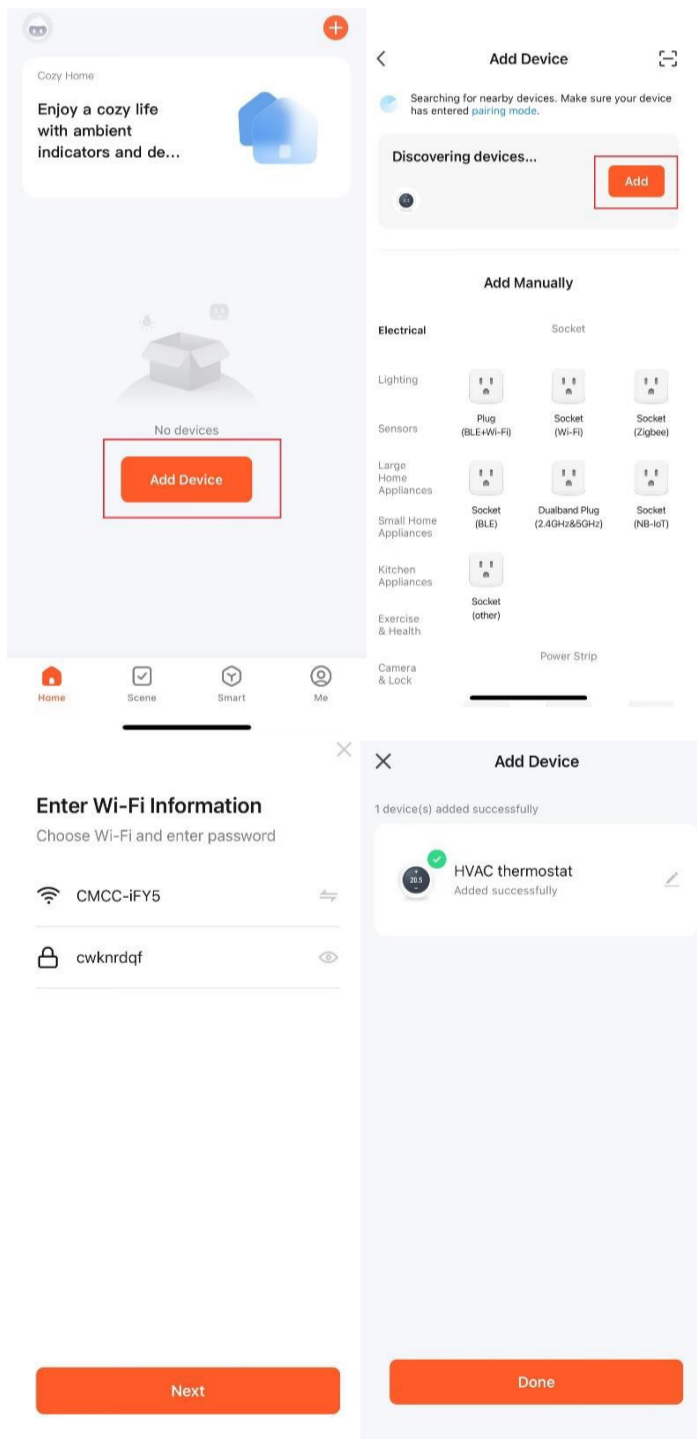 Cozy Home
Enjoy a cozy life
with ambient
indicators and de...
No devices
Add Device
Home
Scene
Smart
Me
Add Device
Searching for nearby devices. Make sure your device
has entered pairing mode.
Discovering devices...
Add
Add Manually
Electrical
Lighting
Sensors
Large
Home
Appliances
Small Home
Appliances
Kitchen
Appliances
Exercise
& Health
Camera
& Lock
Socket
Plug
(BLE+Wi-Fi)
Socket
(Wi-Fi)
Socket
(Zigbee)
Socket
(BLE)
Dualband Plug
(2.4GHz&5GHz)
Socket
(NB-IoT)
Socket
(other)
Power Strip
Enter Wi-Fi Information
Choose Wi-Fi and enter password
CMCC-iFY5
cwknrdqf
Next
Add Device
1 device(s) added successfully
20.5
HVAC thermostat
Added successfully
Done